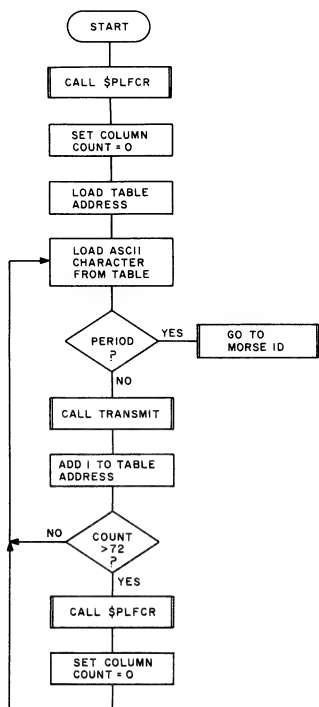 START
CALL $PLFCR
SET COLUMN
COUNT = 0
LOAD TABLE
ADDRESS
LOAD ASCII
CHARACTER
FROM TABLE
PERIOD
?
YES
GO TO
MORSE ID
NO
CALL TRANSMIT
ADD 1 TO TABLE
ADDRESS
NO
COUNT
>72
?
YES
CALL $PLFCR
SET COLUMN
COUNT = 0